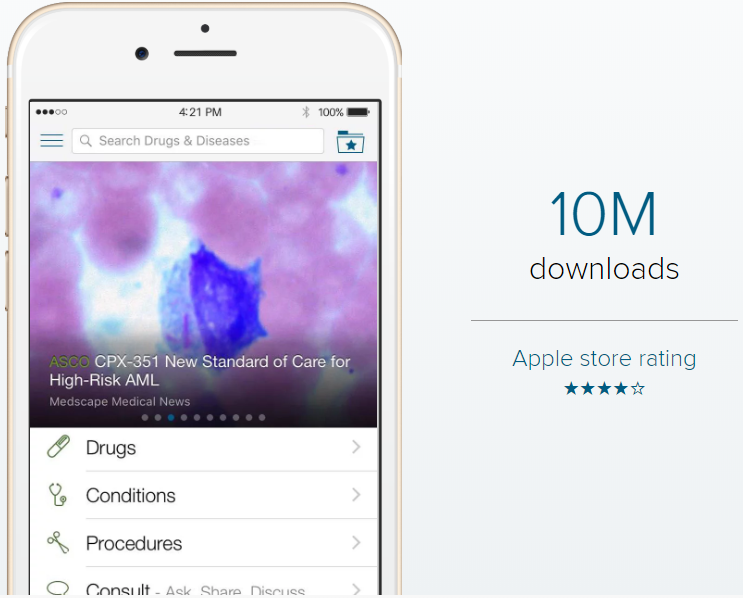 4:21 PM
100%
Search Drugs & Diseases
ASCO CPX-351 New Standard of Care for
High-Risk AML
Medscape Medical News
Drugs
Conditions
Procedures
Consult - Ask, Share, Discuss
10M
downloads
Apple store rating